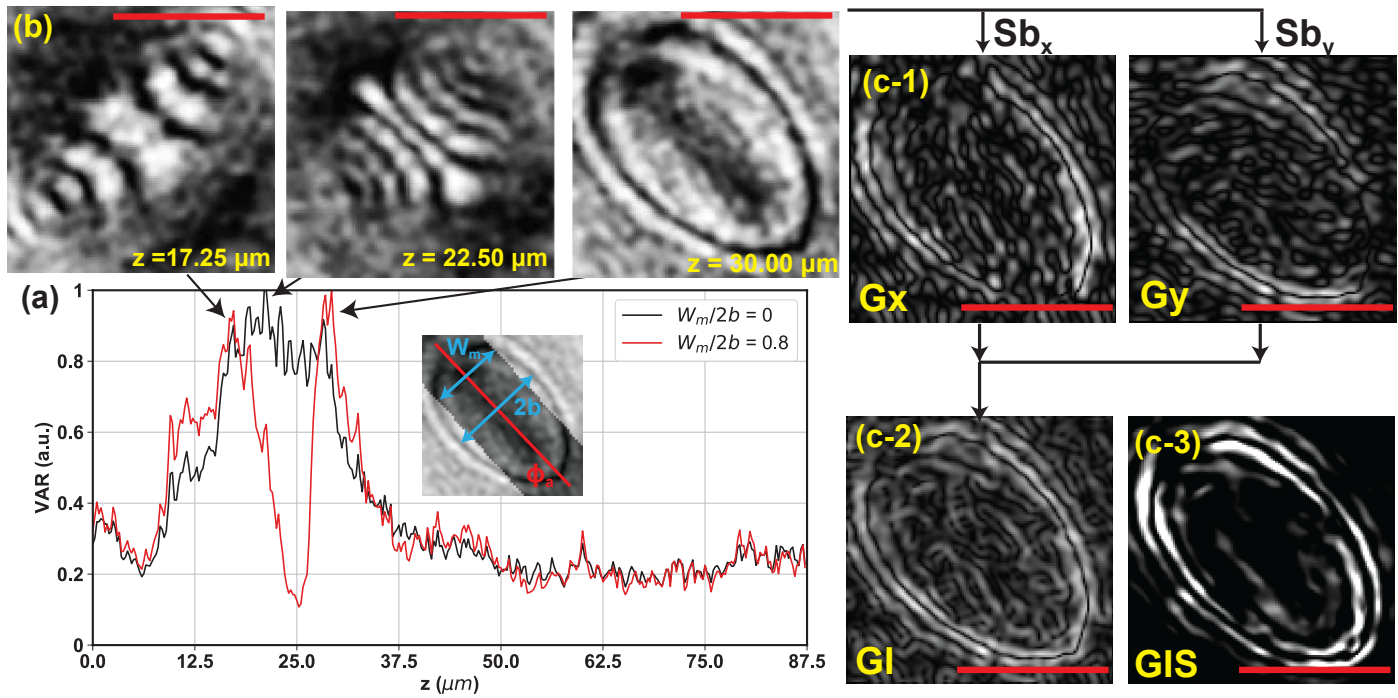 (b)
z =17.25 µm
z = 22.50 µm
z = 30.00 µm
Sbx
Sby
(c-1)
Gx
Gy
(a)
VAR (a.u.)
1
0.8
0.6
0.4
0.2
0
Wm/2b = 0
Wm/2b = 0.8
Wm
2b
ϕa
0.0
12.5
25.0
37.5
50.0
62.5
75.0
87.5
z (µm)
(c-2)
GI
(c-3)
GIS